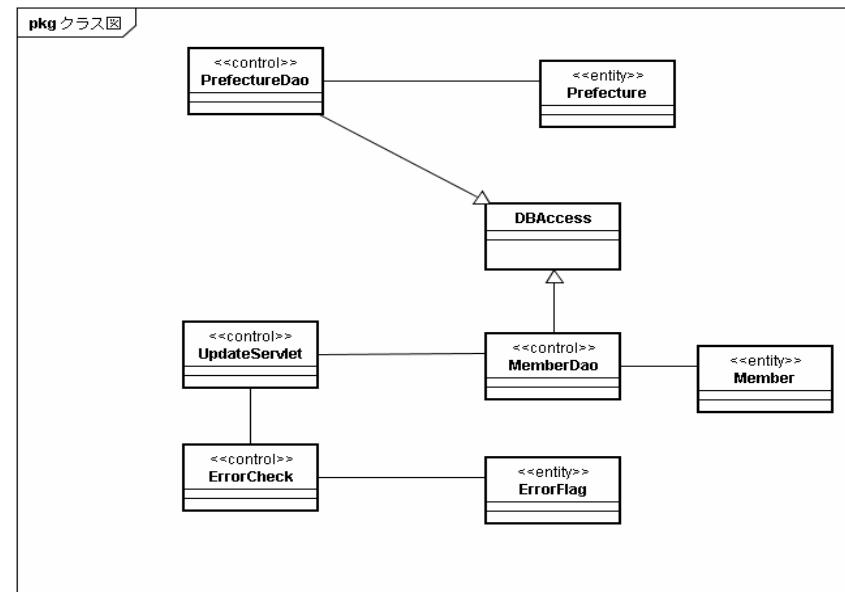 pkg クラス図
<<control>>
PrefectureDao
<<entity>>
Prefecture
DBAccess
<<control>>
UpdateServlet
<<control>>
MemberDao
<<entity>>
Member
<<control>>
ErrorCheck
<<entity>>
ErrorFlag